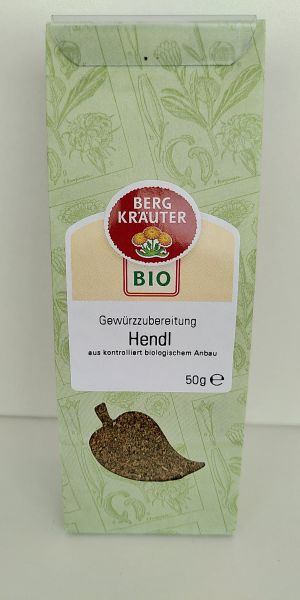 BERG
KRÄUTER
BIO
Gewürzzubereitung
Hendl
aus kontrolliert biologischem Anbau
50g ℮